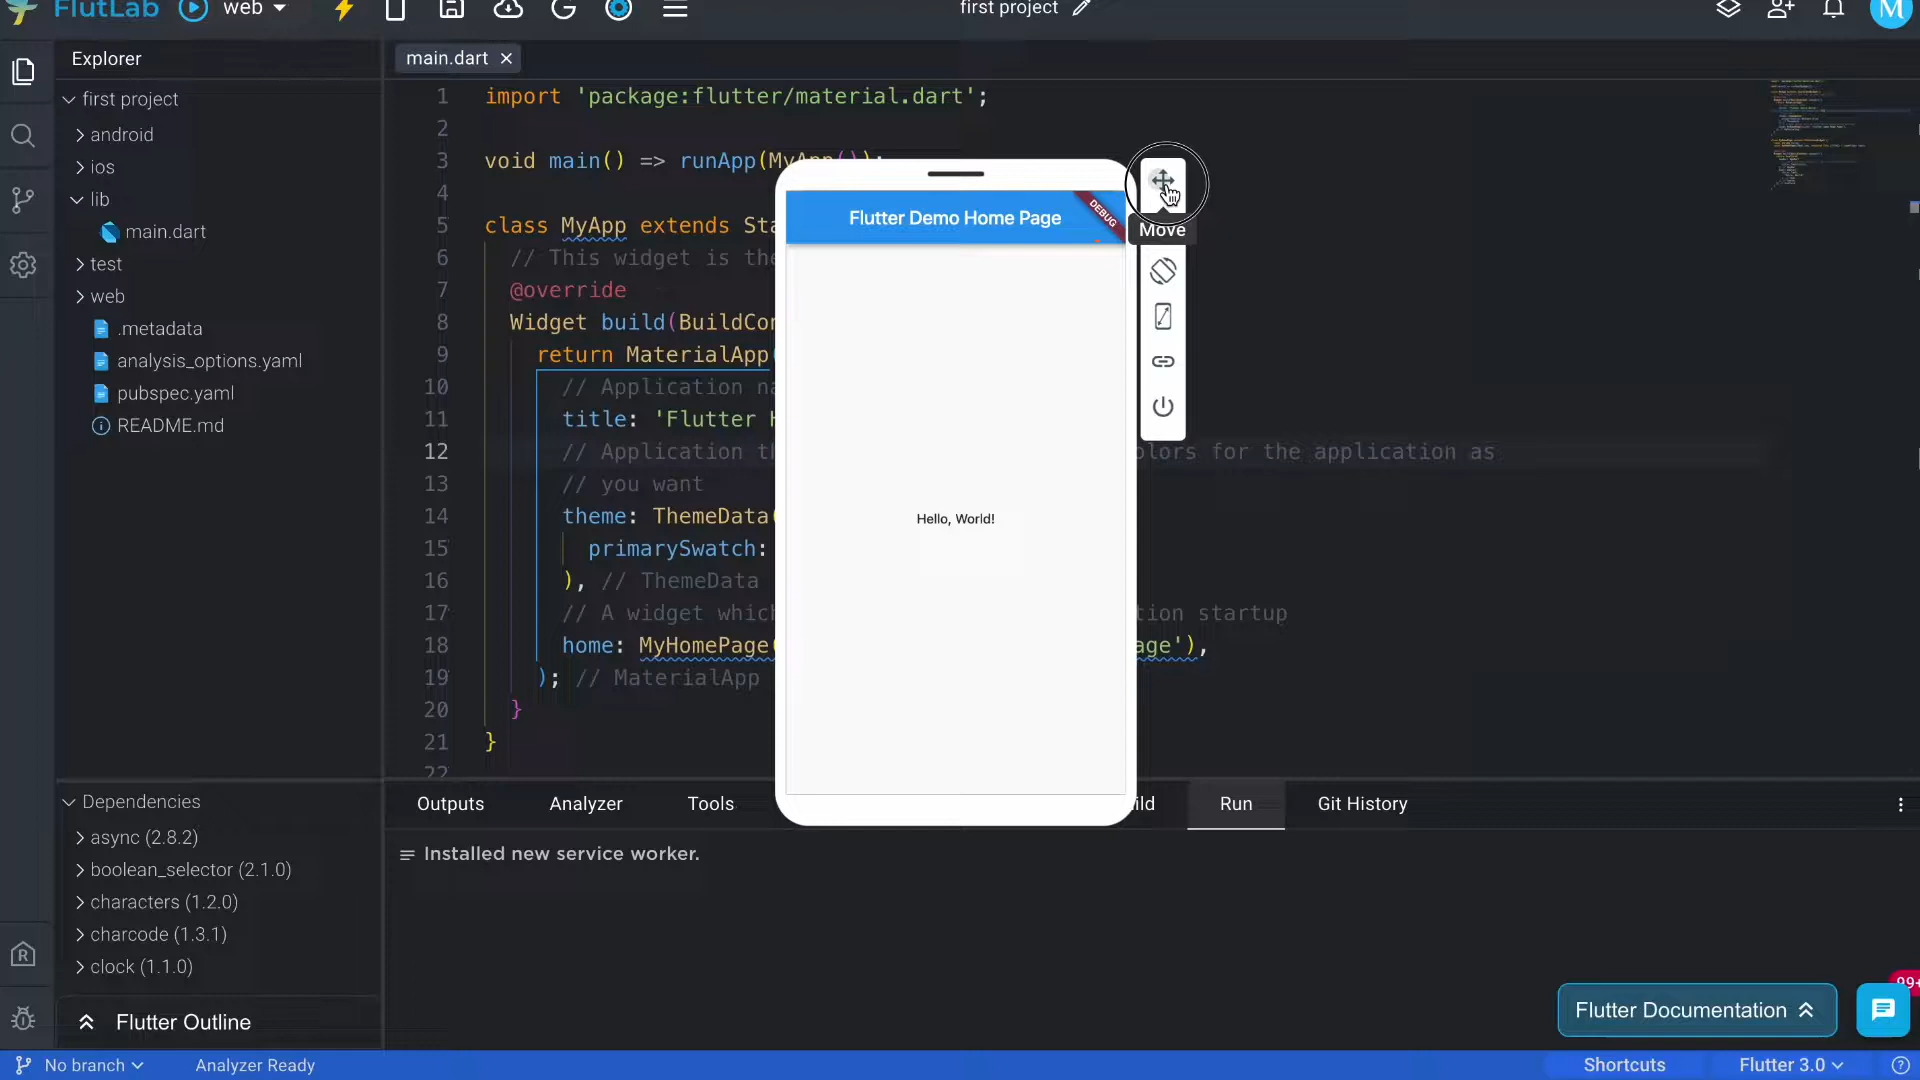 FlutLab
web
first project
M
Explorer
main.dart
first project
android
ios
lib
main.dart
test
web
.metadata
analysis_options.yaml
pubspec.yaml
README.md
1 import 'package:flutter/material.dart';
2
3 void main() => runApp(MyApp());
4
5 class MyApp extends Sta
6 // This widget is the
7 @override
8 Widget build(BuildCon
9 return MaterialApp(
10 // Application na
11 title: 'Flutter H
12 // Application th olors for the application as
13 // you want
14 theme: ThemeData(
15 primarySwatch:
16 ), // ThemeData
17 // A widget which tion startup
18 home: MyHomePage( age'),
19 ); // MaterialApp
20 }
21 }
22
Flutter Demo Home Page
DEBUG
Hello, World!
Move
Dependencies
async (2.8.2)
boolean_selector (2.1.0)
characters (1.2.0)
charcode (1.3.1)
clock (1.1.0)
Flutter Outline
Outputs Analyzer Tools ild Run Git History
Installed new service worker.
Flutter Documentation
99+
No branch Analyzer Ready Shortcuts Flutter 3.0